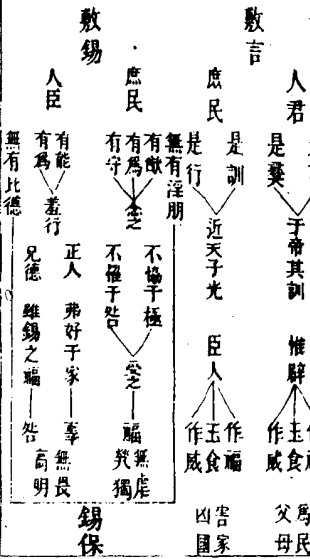 敷言
人君
是彝
于帝其訓
惟辟
作福
玉食
作威
爲民
父母
庶民
是訓
是行
近天子光
臣人
作福
玉食
作威
害家
凶國
敷錫
庶民
無有淫朋
有猷
有爲
有守
念之
不協于極
不罹于咎
受之
福
無虐
煢獨
人臣
有能
有爲
羞行
正人
弗好于家
辜
無畏
高明
雖錫之福
咎
無有比德
錫保